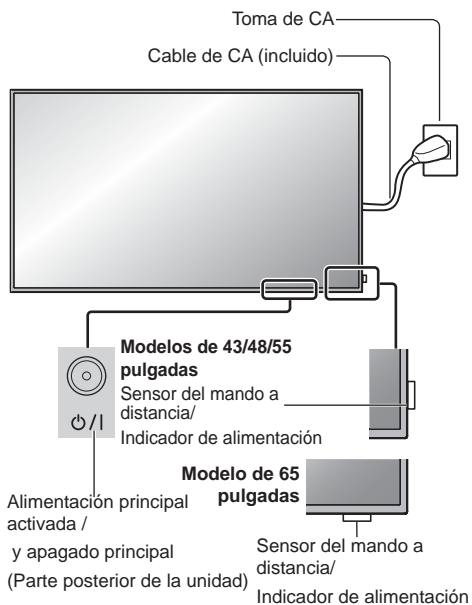 Toma de CA
Cable de CA (incluido)
Modelos de 43/48/55
pulgadas
Sensor del mando a
distancia/
Indicador de alimentación
⏻/I
Modelo de 65
pulgadas
Alimentación principal
activada /
y apagado principal
(Parte posterior de la unidad)
Sensor del mando a
distancia/
Indicador de alimentación